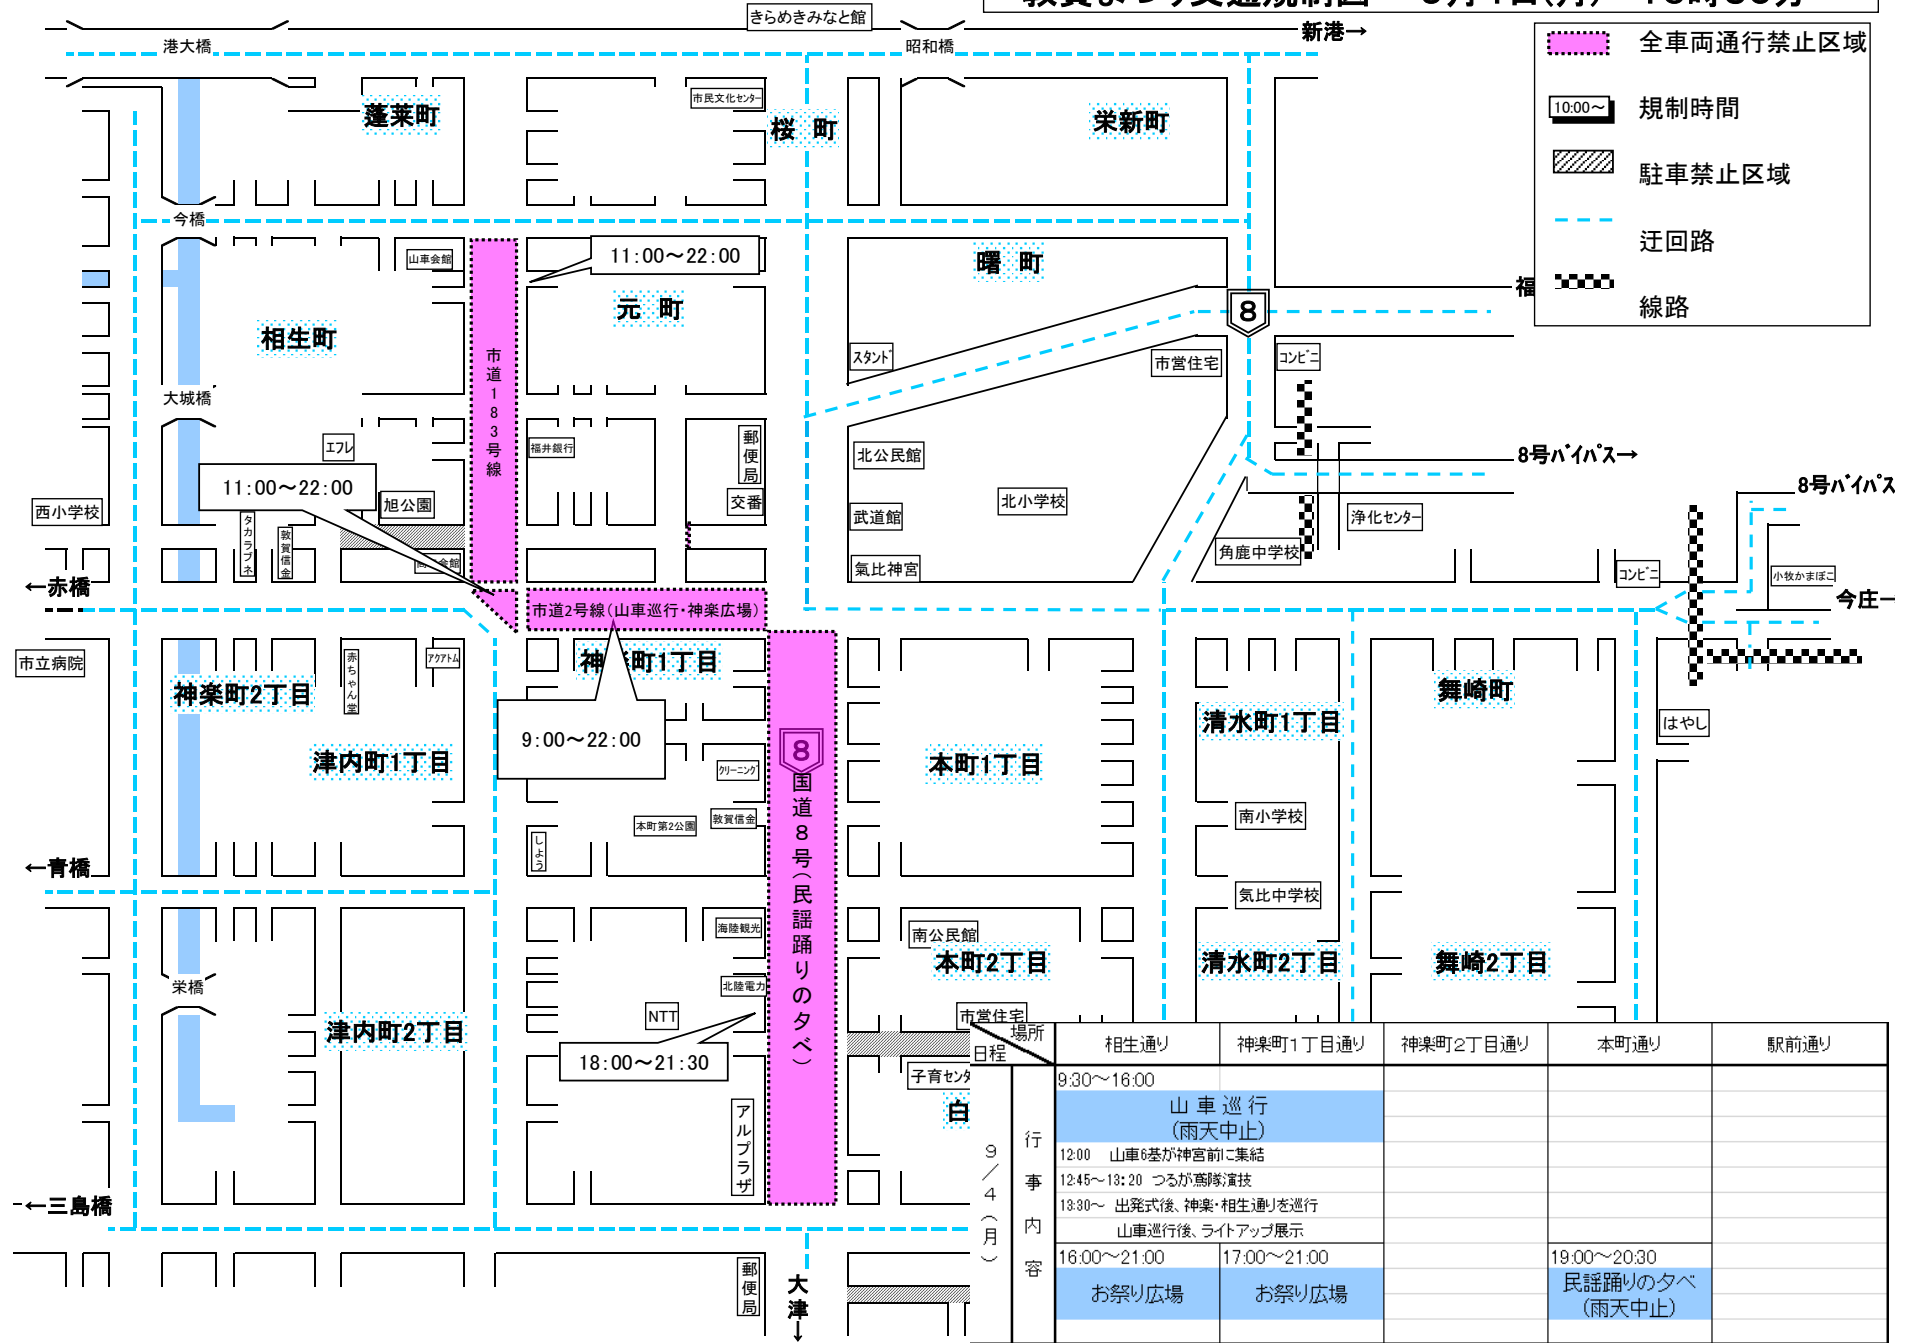 きらめきみなと館
新港→
港大橋
昭和橋
全車両通行禁止区域
10:00～
規制時間
駐車禁止区域
迂回路
線路
市民文化センター
蓬莱町
桜 町
栄新町
今橋
山車会館
11:00～22:00
曙 町
福
元 町
8
相生町
市道183号線
スタンド
市営住宅
コンビニ
大城橋
エフレ
福井銀行
郵便局
北公民館
8号バイパス→
11:00～22:00
8号バイパス
西小学校
旭公園
交番
北小学校
武道館
浄化センター
タカラブネ
敦賀信金
角鹿中学校
会館
氣比神宮
コンビニ
小牧かまぼこ
←赤橋
市道2号線(山車巡行・神楽広場)
今庄
市立病院
赤ちゃん堂
アクアトム
神楽町1丁目
神楽町2丁目
舞崎町
清水町1丁目
はやし
9:00～22:00
8
国道8号(民謡踊りの夕べ)
津内町1丁目
本町1丁目
クリーニング
本町第2公園
敦賀信金
南小学校
しょう
←青橋
気比中学校
海陸観光
南公民館
本町2丁目
清水町2丁目
舞崎2丁目
栄橋
北陸電力
NTT
市営住宅
津内町2丁目
18:00～21:30
子育センタ
白
アルプラザ
←三島橋
郵便局
大津↓
場所
日程
相生通り
神楽町1丁目通り
神楽町2丁目通り
本町通り
駅前通り
9/4(月)
行事内容
9:30～16:00
山車巡行
(雨天中止)
12:00 山車6基が神宮前に集結
12:45～13:20 つるが鳶隊演技
13:30～ 出発式後、神楽・相生通りを巡行
山車巡行後、ライトアップ展示
16:00～21:00
17:00～21:00
19:00～20:30
お祭り広場
お祭り広場
民謡踊りの夕べ
(雨天中止)